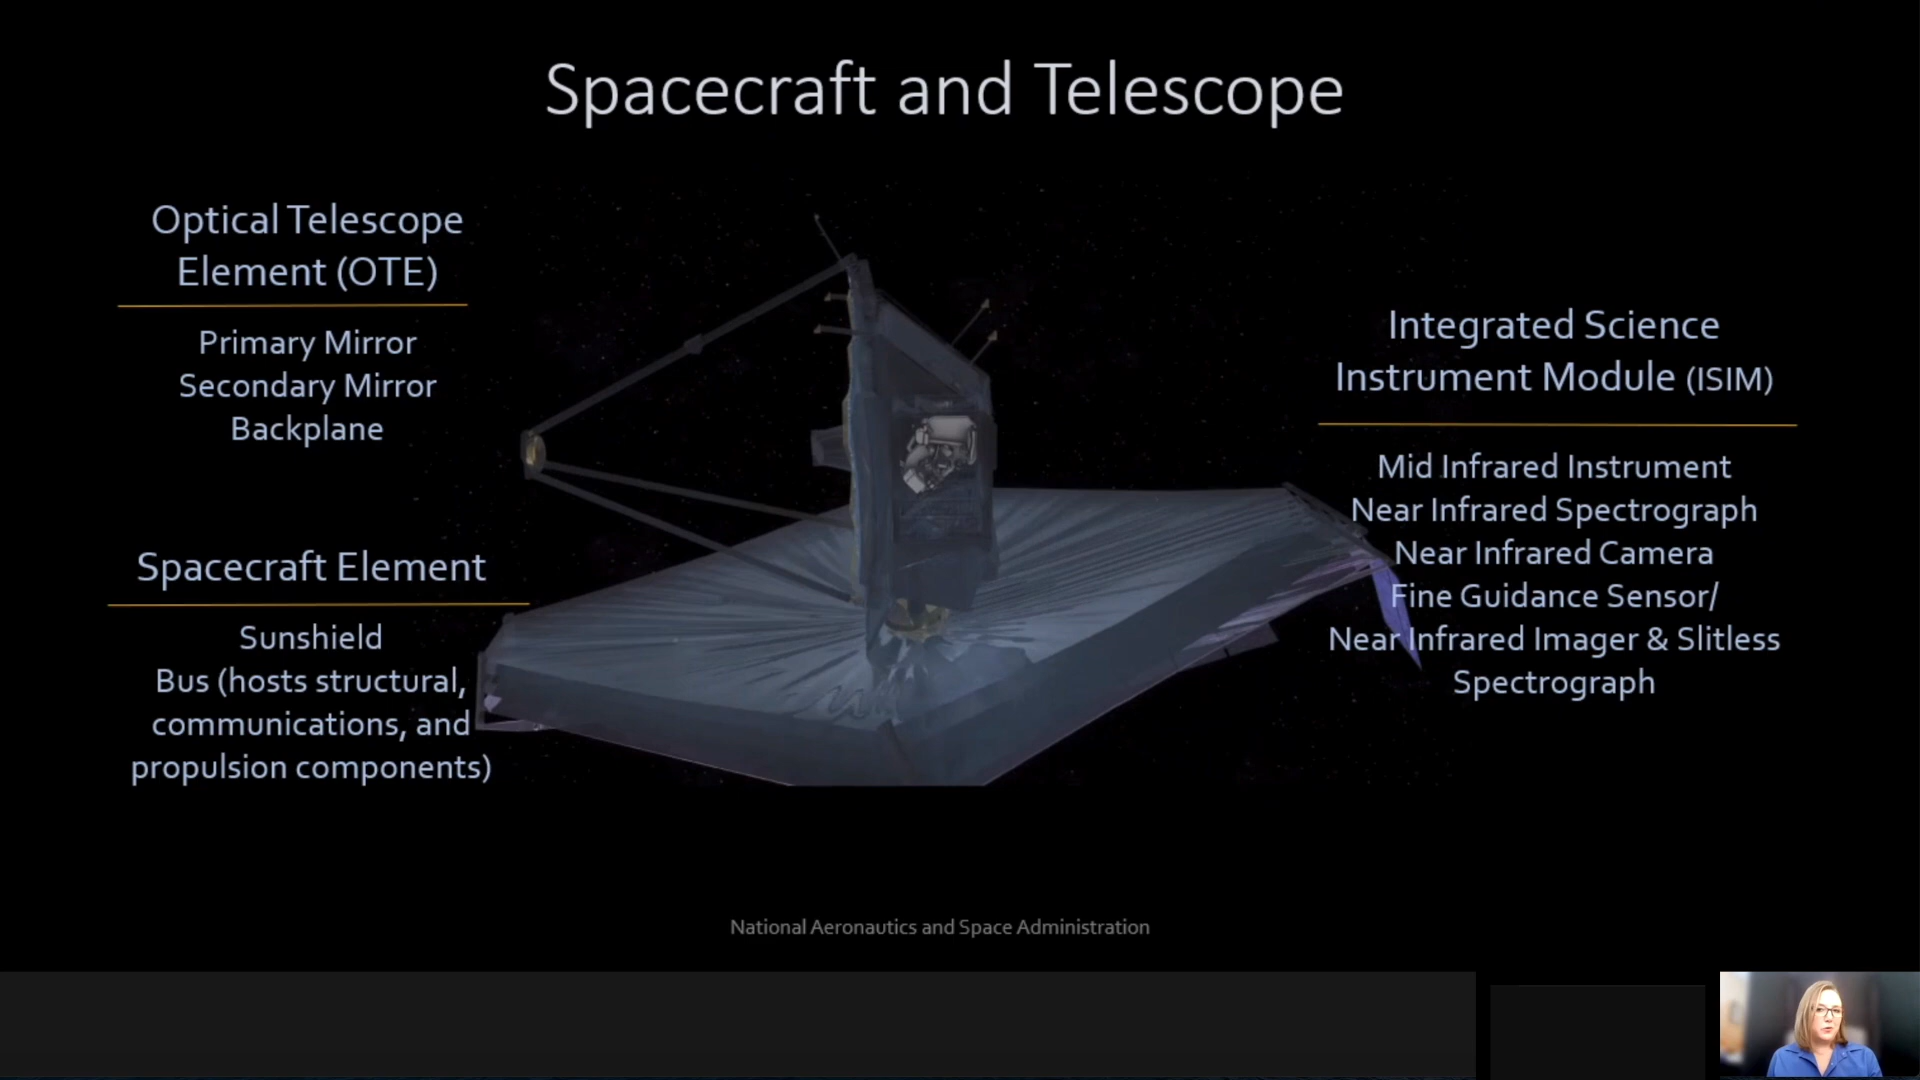 Spacecraft and Telescope
Optical Telescope
Element (OTE)
Primary Mirror
Secondary Mirror
Backplane
Spacecraft Element
Sunshield
Bus (hosts structural,
communications, and
propulsion components)
Integrated Science
Instrument Module (ISIM)
Mid Infrared Instrument
Near Infrared Spectrograph
Near Infrared Camera
Fine Guidance Sensor/
Near Infrared Imager & Slitless
Spectrograph
National Aeronautics and Space Administration